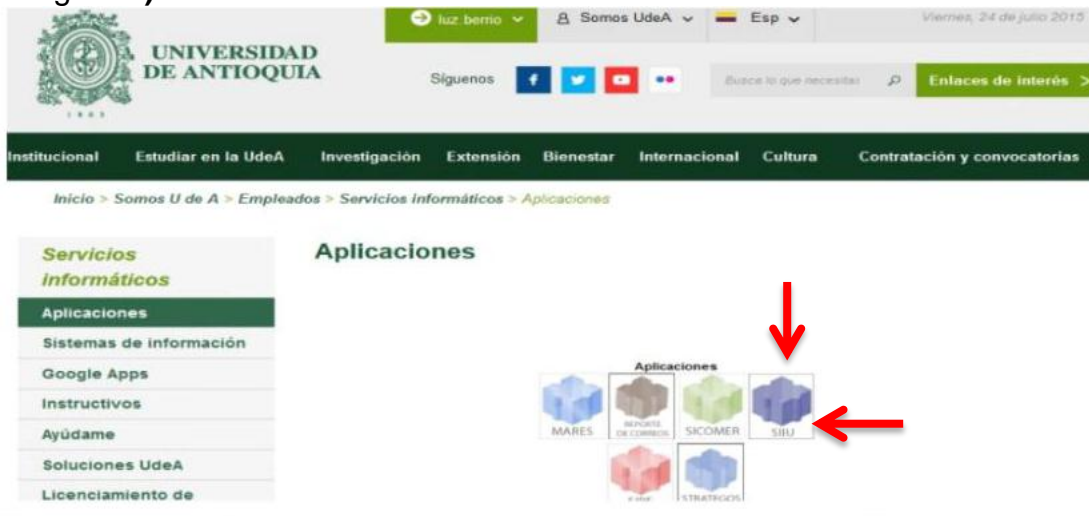 luz berrio
Somos UdeA
Esp
Viernes, 24 de julio 2015
UNIVERSIDAD
DE ANTIOQUIA
1803
Síguenos
Busca lo que necesitas
Enlaces de interés >
Institucional Estudiar en la UdeA Investigación Extensión Bienestar Internacional Cultura Contratación y convocatorias
Inicio > Somos U de A > Empleados > Servicios informáticos > Aplicaciones
Servicios
informáticos
Aplicaciones
Sistemas de información
Google Apps
Instructivos
Ayúdame
Soluciones UdeA
Licenciamiento de
Aplicaciones
Aplicaciones
MARES
REPORTE
DE CORREOS
SICOMER
SIIU
STRATEGOS